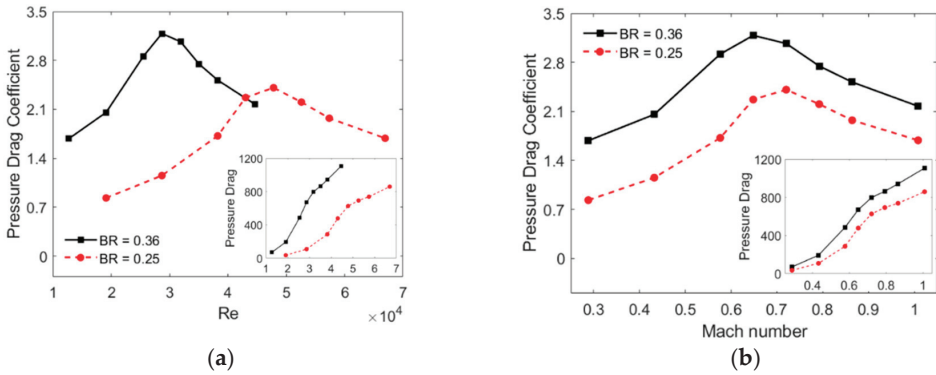 3.5
2.8
2.1
1.4
0.7
0
Pressure Drag Coefficient
BR = 0.36
BR = 0.25
1200
800
400
0
Pressure Drag
1 2 3 4 5 6 7
1 2 3 4 5 6 7
Re
×10⁴
(a)
3.5
2.8
2.1
1.4
0.7
0
Pressure Drag Coefficient
BR = 0.36
BR = 0.25
1200
800
400
0
Pressure Drag
0.4 0.6 0.8 1
0.3 0.4 0.5 0.6 0.7 0.8 0.9 1
Mach number
(b)